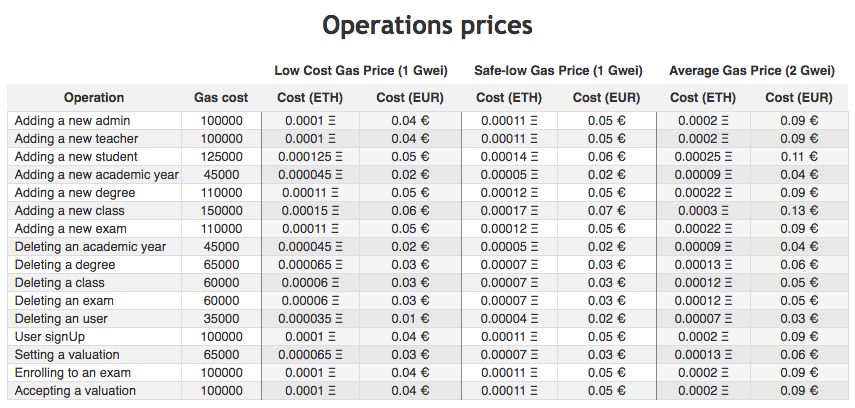 Operations prices
Low Cost Gas Price (1 Gwei) Safe-low Gas Price (1 Gwei) Average Gas Price (2 Gwei)
Operation Gas cost Cost (ETH) Cost (EUR) Cost (ETH) Cost (EUR) Cost (ETH) Cost (EUR)
Adding a new admin 100000 0.0001 Ξ 0.04 € 0.00011 Ξ 0.05 € 0.0002 Ξ 0.09 €
Adding a new teacher 100000 0.0001 Ξ 0.04 € 0.00011 Ξ 0.05 € 0.0002 Ξ 0.09 €
Adding a new student 125000 0.000125 Ξ 0.05 € 0.00014 Ξ 0.06 € 0.00025 Ξ 0.11 €
Adding a new academic year 45000 0.000045 Ξ 0.02 € 0.00005 Ξ 0.02 € 0.00009 Ξ 0.04 €
Adding a new degree 110000 0.00011 Ξ 0.05 € 0.00012 Ξ 0.05 € 0.00022 Ξ 0.09 €
Adding a new class 150000 0.00015 Ξ 0.06 € 0.00017 Ξ 0.07 € 0.0003 Ξ 0.13 €
Adding a new exam 110000 0.00011 Ξ 0.05 € 0.00012 Ξ 0.05 € 0.00022 Ξ 0.09 €
Deleting an academic year 45000 0.000045 Ξ 0.02 € 0.00005 Ξ 0.02 € 0.00009 Ξ 0.04 €
Deleting a degree 65000 0.000065 Ξ 0.03 € 0.00007 Ξ 0.03 € 0.00013 Ξ 0.06 €
Deleting a class 60000 0.00006 Ξ 0.03 € 0.00007 Ξ 0.03 € 0.00012 Ξ 0.05 €
Deleting an exam 60000 0.00006 Ξ 0.03 € 0.00007 Ξ 0.03 € 0.00012 Ξ 0.05 €
Deleting an user 35000 0.000035 Ξ 0.01 € 0.00004 Ξ 0.02 € 0.00007 Ξ 0.03 €
User signUp 100000 0.0001 Ξ 0.04 € 0.00011 Ξ 0.05 € 0.0002 Ξ 0.09 €
Setting a valuation 65000 0.000065 Ξ 0.03 € 0.00007 Ξ 0.03 € 0.00013 Ξ 0.06 €
Enrolling to an exam 100000 0.0001 Ξ 0.04 € 0.00011 Ξ 0.05 € 0.0002 Ξ 0.09 €
Accepting a valuation 100000 0.0001 Ξ 0.04 € 0.00011 Ξ 0.05 € 0.0002 Ξ 0.09 €